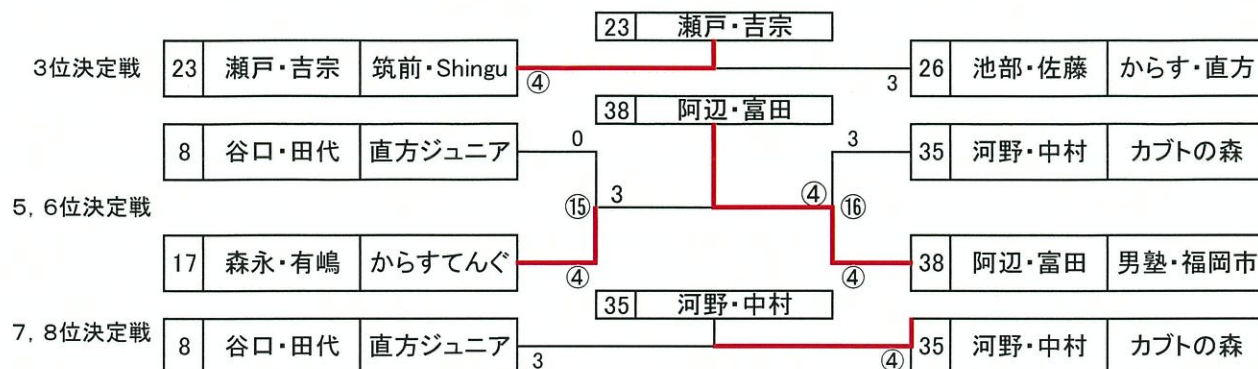 23 瀬戸・吉宗
3位決定戦 23 瀬戸・吉宗 筑前・Shingu ④ 3 26 池部・佐藤 からす・直方
38 阿辺・富田
8 谷口・田代 直方ジュニア 0 3 35 河野・中村 カブトの森
5, 6位決定戦 ⑮ 3 ④ ⑯
17 森永・有嶋 からすてんぐ ④ ④ 38 阿辺・富田 男塾・福岡市
35 河野・中村
7, 8位決定戦 8 谷口・田代 直方ジュニア 3 ④ 35 河野・中村 カブトの森